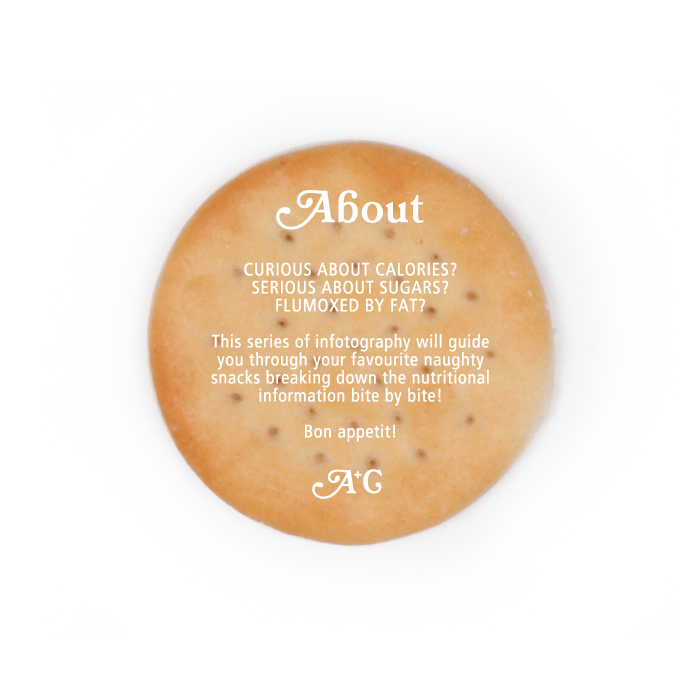 About
CURIOUS ABOUT CALORIES?
SERIOUS ABOUT SUGARS?
FLUMOXED BY FAT?
This series of infotography will guide
you through your favourite naughty
snacks breaking down the nutritional
information bite by bite!
Bon appetit!
A+C